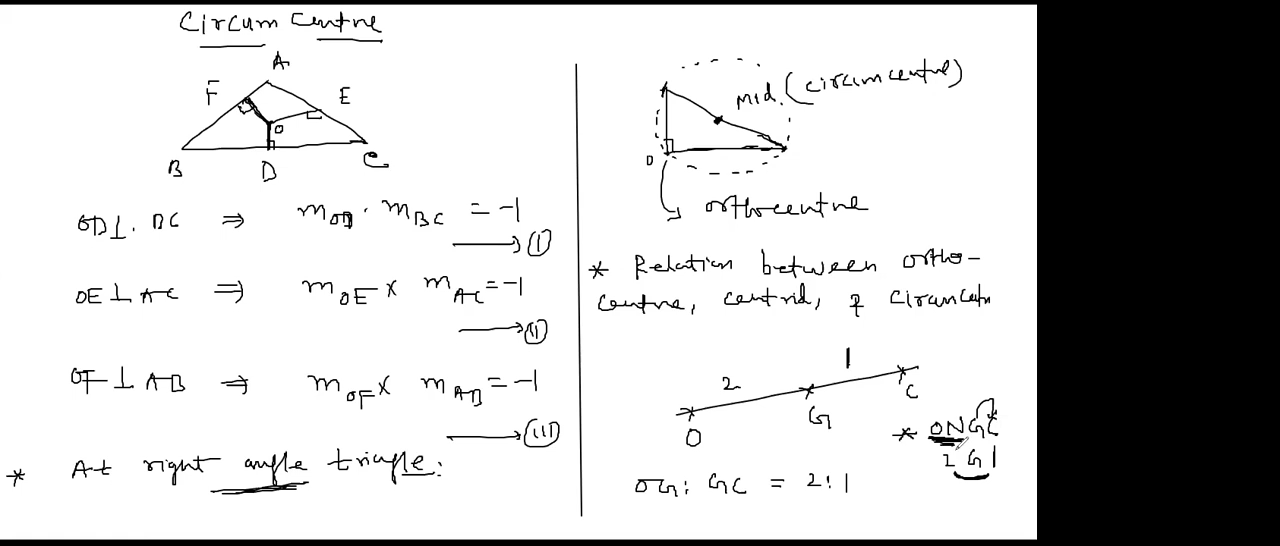 Circum Centre
A
F
E
O
B
D
C
OD⊥BC ⇒ mOD · mBC = -1
→ (I)
OE⊥AC ⇒ mOE × mAC = -1
→ (II)
OF⊥AB ⇒ mOF × mAB = -1
→ (III)
* At right angle triangle:
mid. (circumcentre)
orthocentre
* Relation between ortho-
centre, centrid, & circumcentre
2
1
O
G
C
* ONGC
2 G 1
OG: GC = 2:1